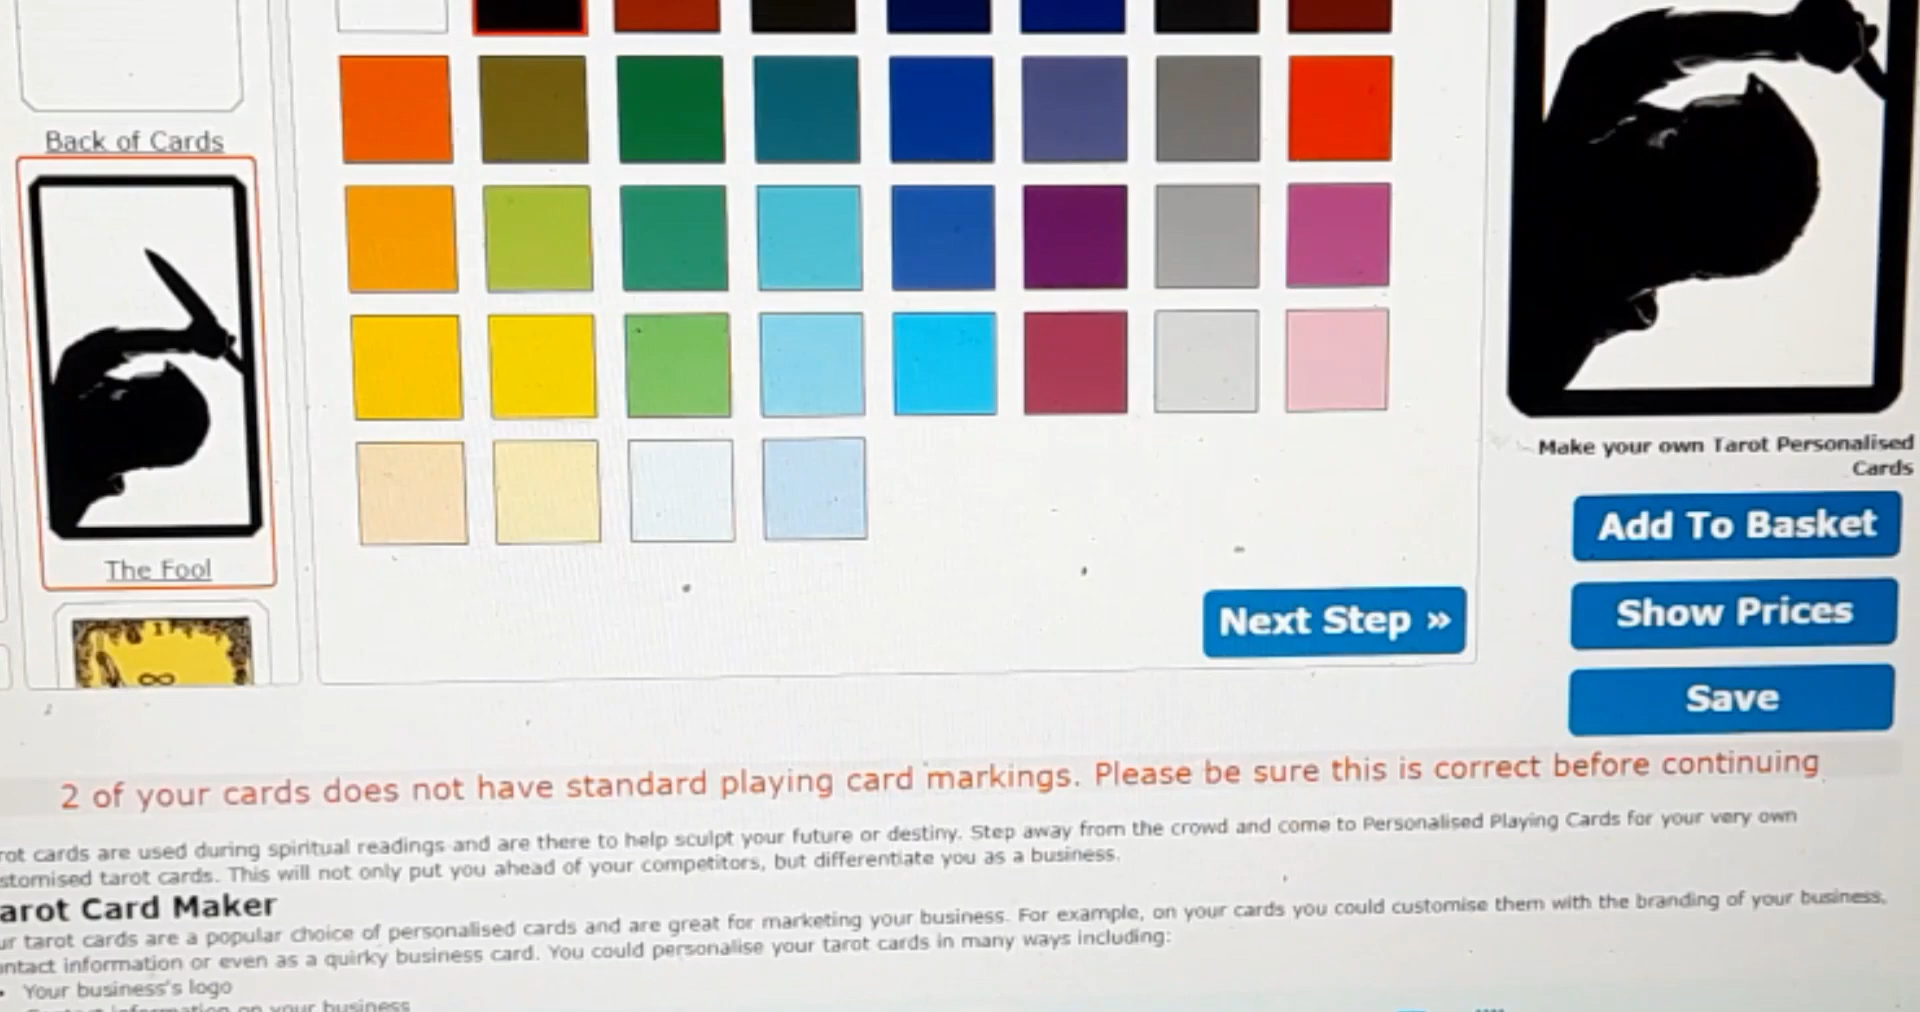 Back of Cards
The Fool
Make your own Tarot Personalised
Cards
Add To Basket
Show Prices
Next Step »
Save
2 of your cards does not have standard playing card markings. Please be sure this is correct before continuing
rot cards are used during spiritual readings and are there to help sculpt your future or destiny. Step away from the crowd and come to Personalised Playing Cards for your very own
stomised tarot cards. This will not only put you ahead of your competitors, but differentiate you as a business.
arot Card Maker
ur tarot cards are a popular choice of personalised cards and are great for marketing your business. For example, on your cards you could customise them with the branding of your business,
ntact information or even as a quirky business card. You could personalise your tarot cards in many ways including:
• Your business's logo
Contact information on your business